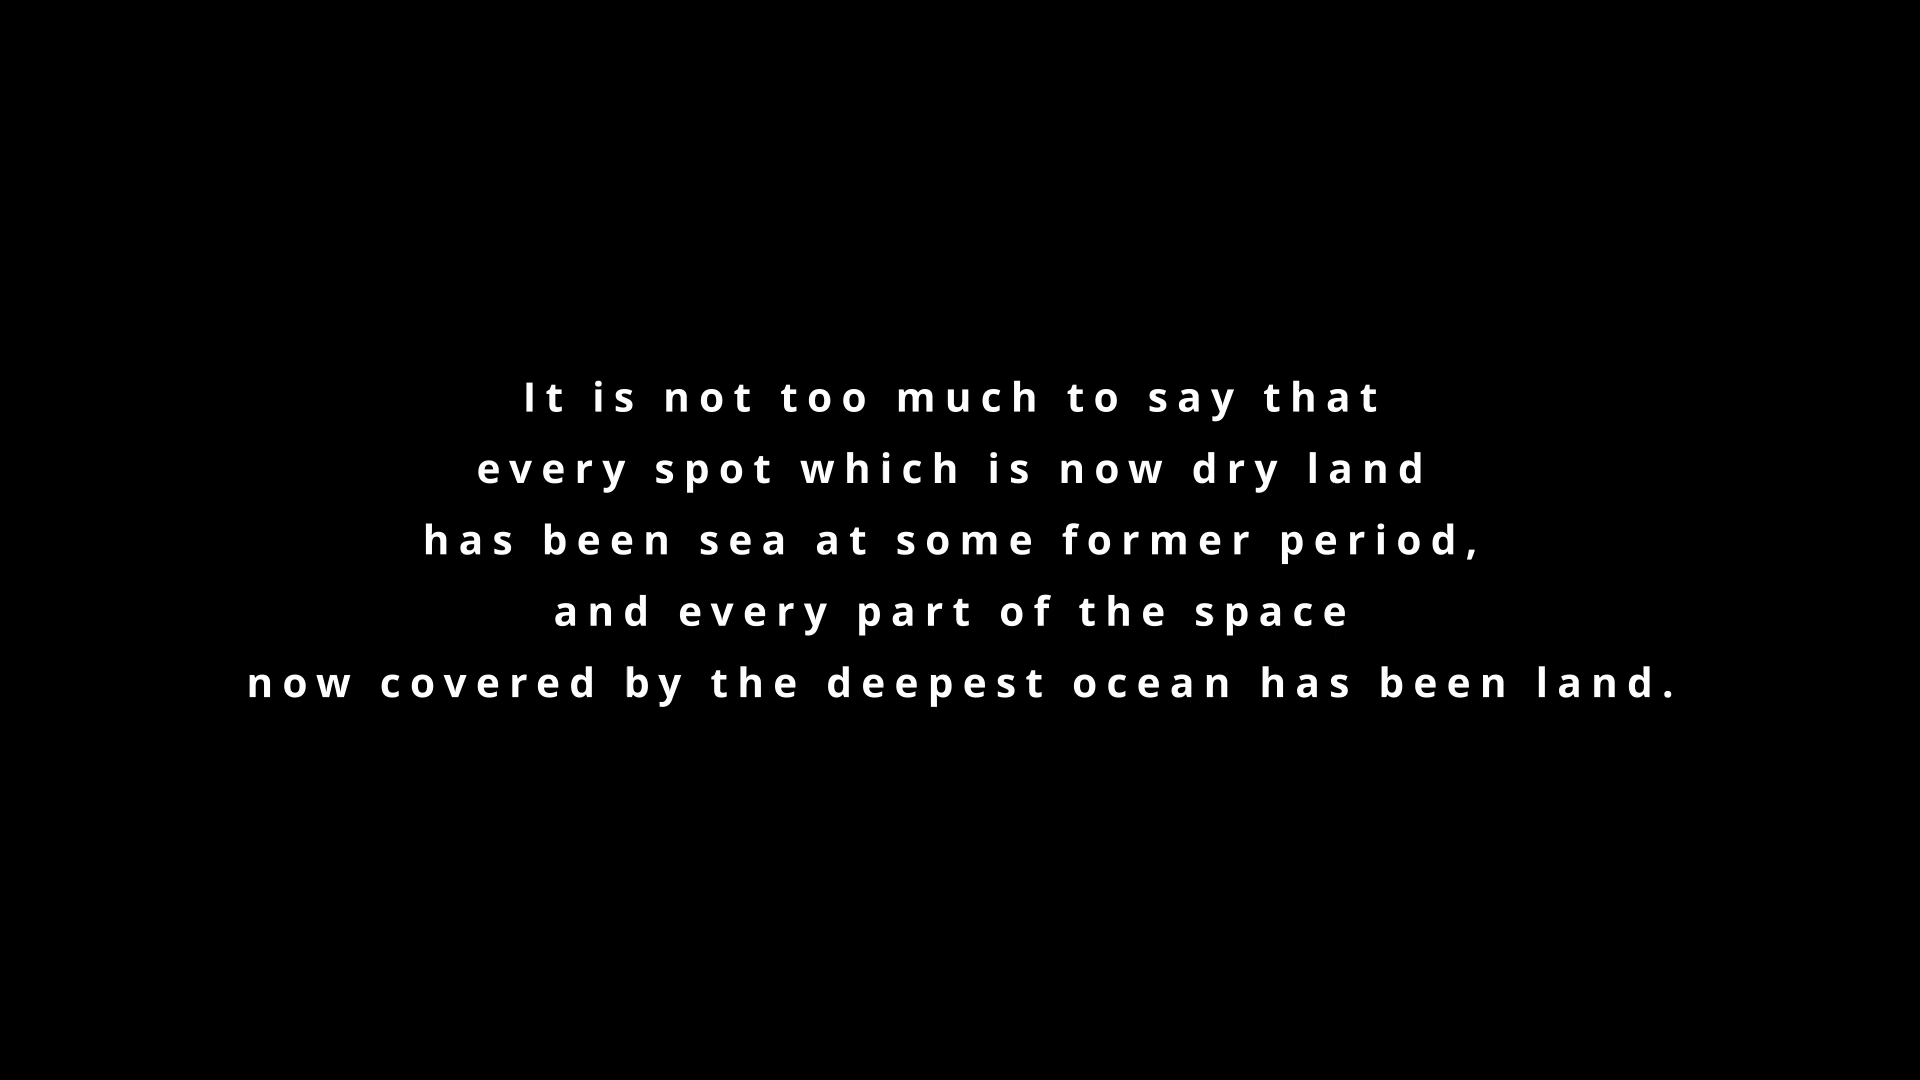 It is not too much to say that
every spot which is now dry land
has been sea at some former period,
and every part of the space
now covered by the deepest ocean has been land.